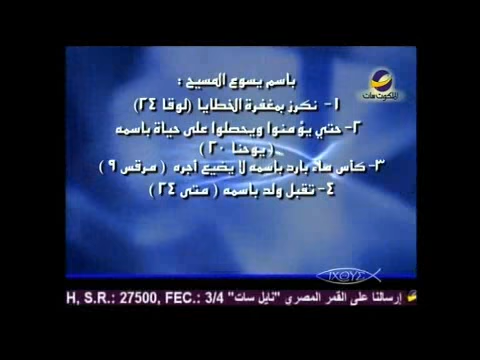 الملكوت سات
باسم يسوع المسيح :
١- نكرز بمغفرة الخطايا (لوقا ٢٤)
٢- حتي يؤمنوا ويحصلوا على حياة باسمه
( يوحنا ٢٠ )
٣- كأس ماء بارد باسمه لا يضيع أجره ( مرقس ٩ )
٤- تقبل ولد باسمه ( متى ٢٤ )
ΙΧΘΥΣ
إرسالنا على القمر المصري "نايل سات" H, S.R.: 27500, FEC.: 3/4